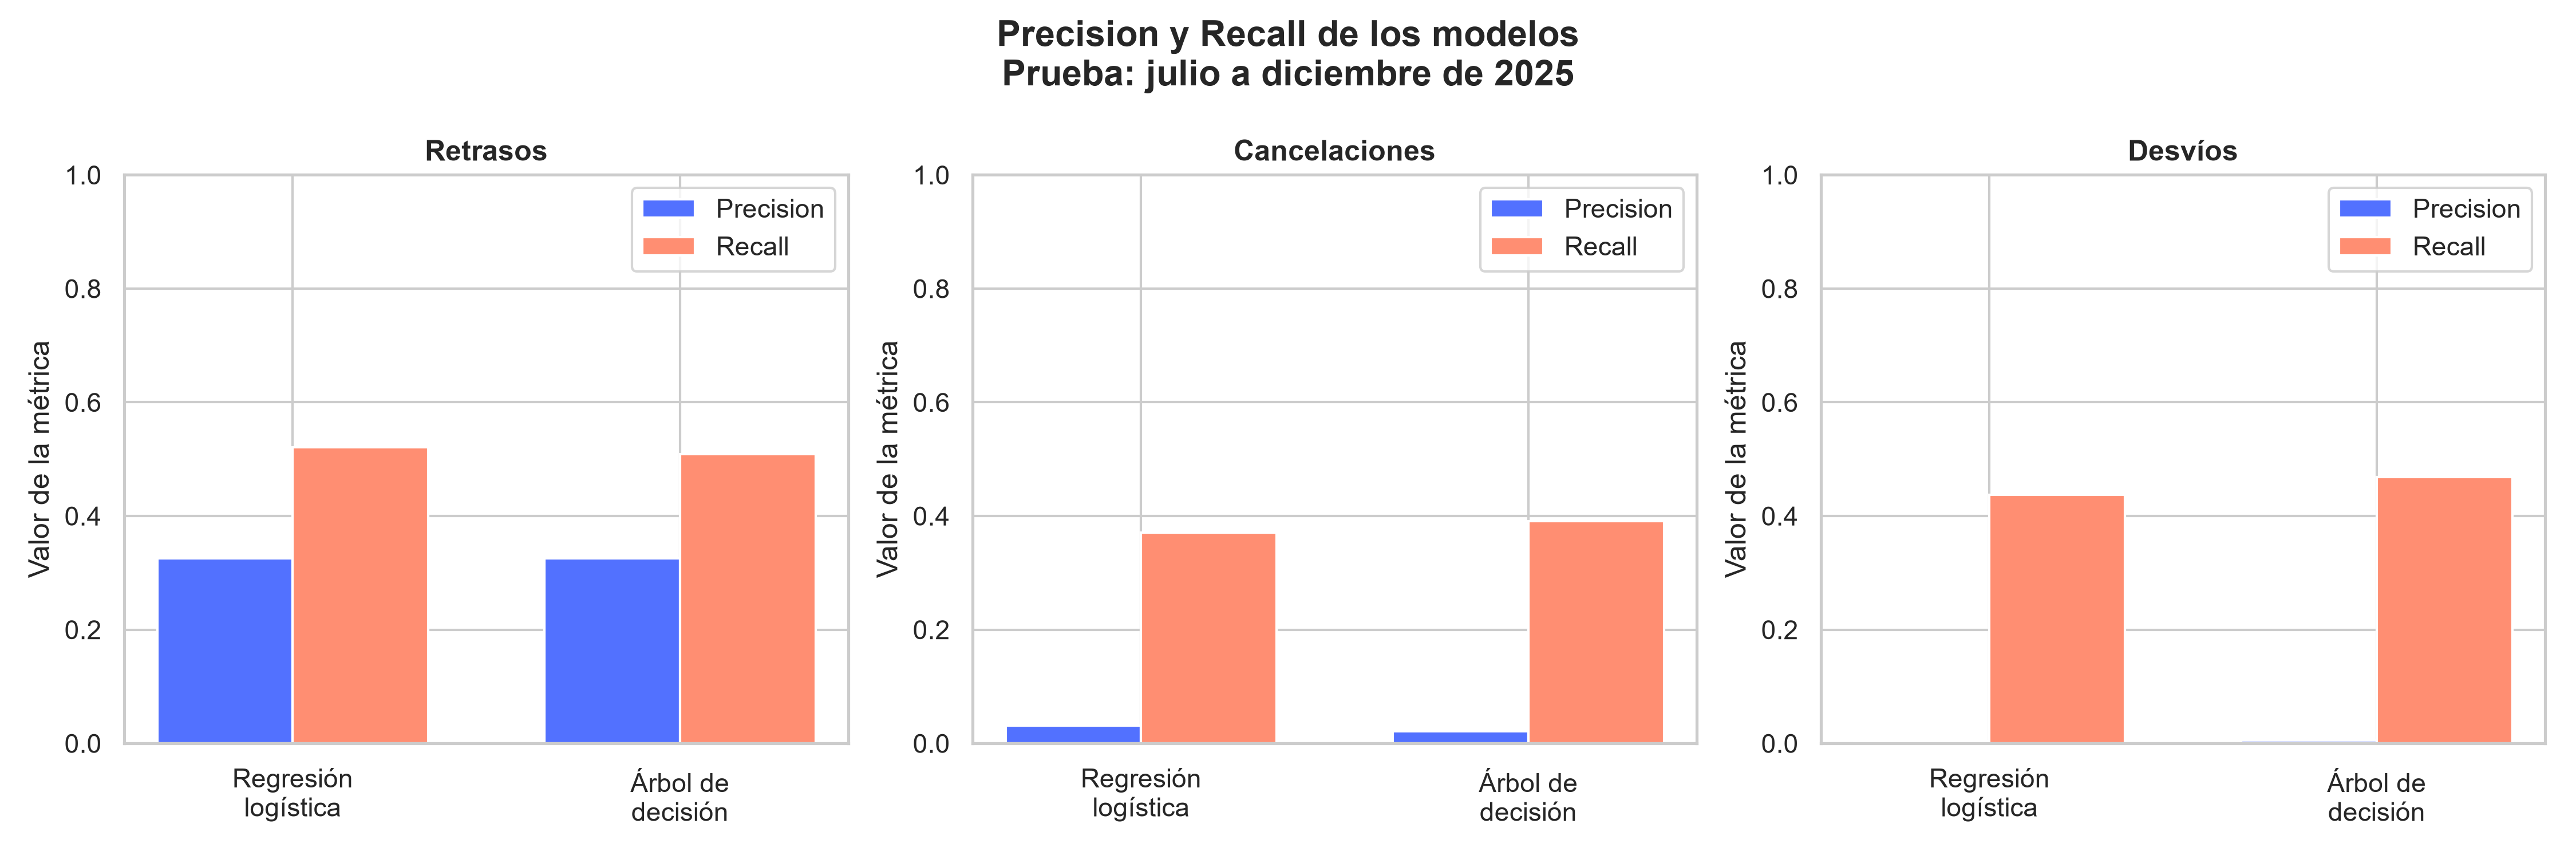 Precision y Recall de los modelos
Prueba: julio a diciembre de 2025
Retrasos
Valor de la métrica
1.0
0.8
0.6
0.4
0.2
0.0
Precision
Recall
Regresión
logística
Árbol de
decisión
Cancelaciones
Valor de la métrica
1.0
0.8
0.6
0.4
0.2
0.0
Precision
Recall
Regresión
logística
Árbol de
decisión
Desvíos
Valor de la métrica
1.0
0.8
0.6
0.4
0.2
0.0
Precision
Recall
Regresión
logística
Árbol de
decisión